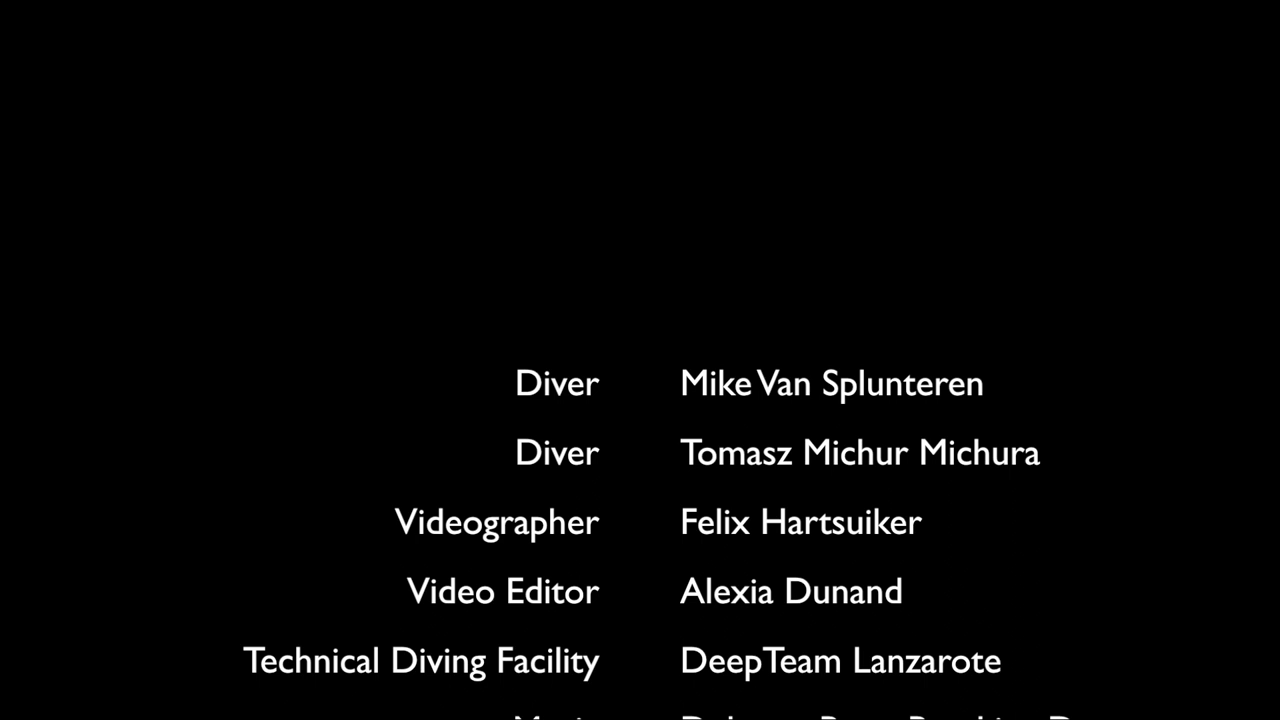 Diver Mike Van Splunteren
Diver Tomasz Michur Michura
Videographer Felix Hartsuiker
Video Editor Alexia Dunand
Technical Diving Facility DeepTeam Lanzarote